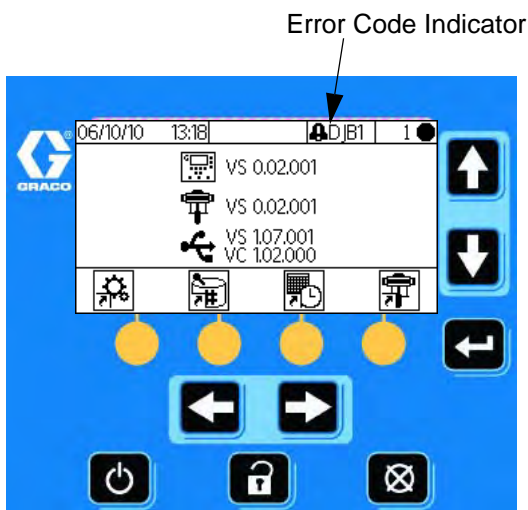 Error Code Indicator
06/10/10 13:18 DJB1 1
VS 0.02.001
VS 0.02.001
VS 1.07.001
VC 1.02.000
GRACO